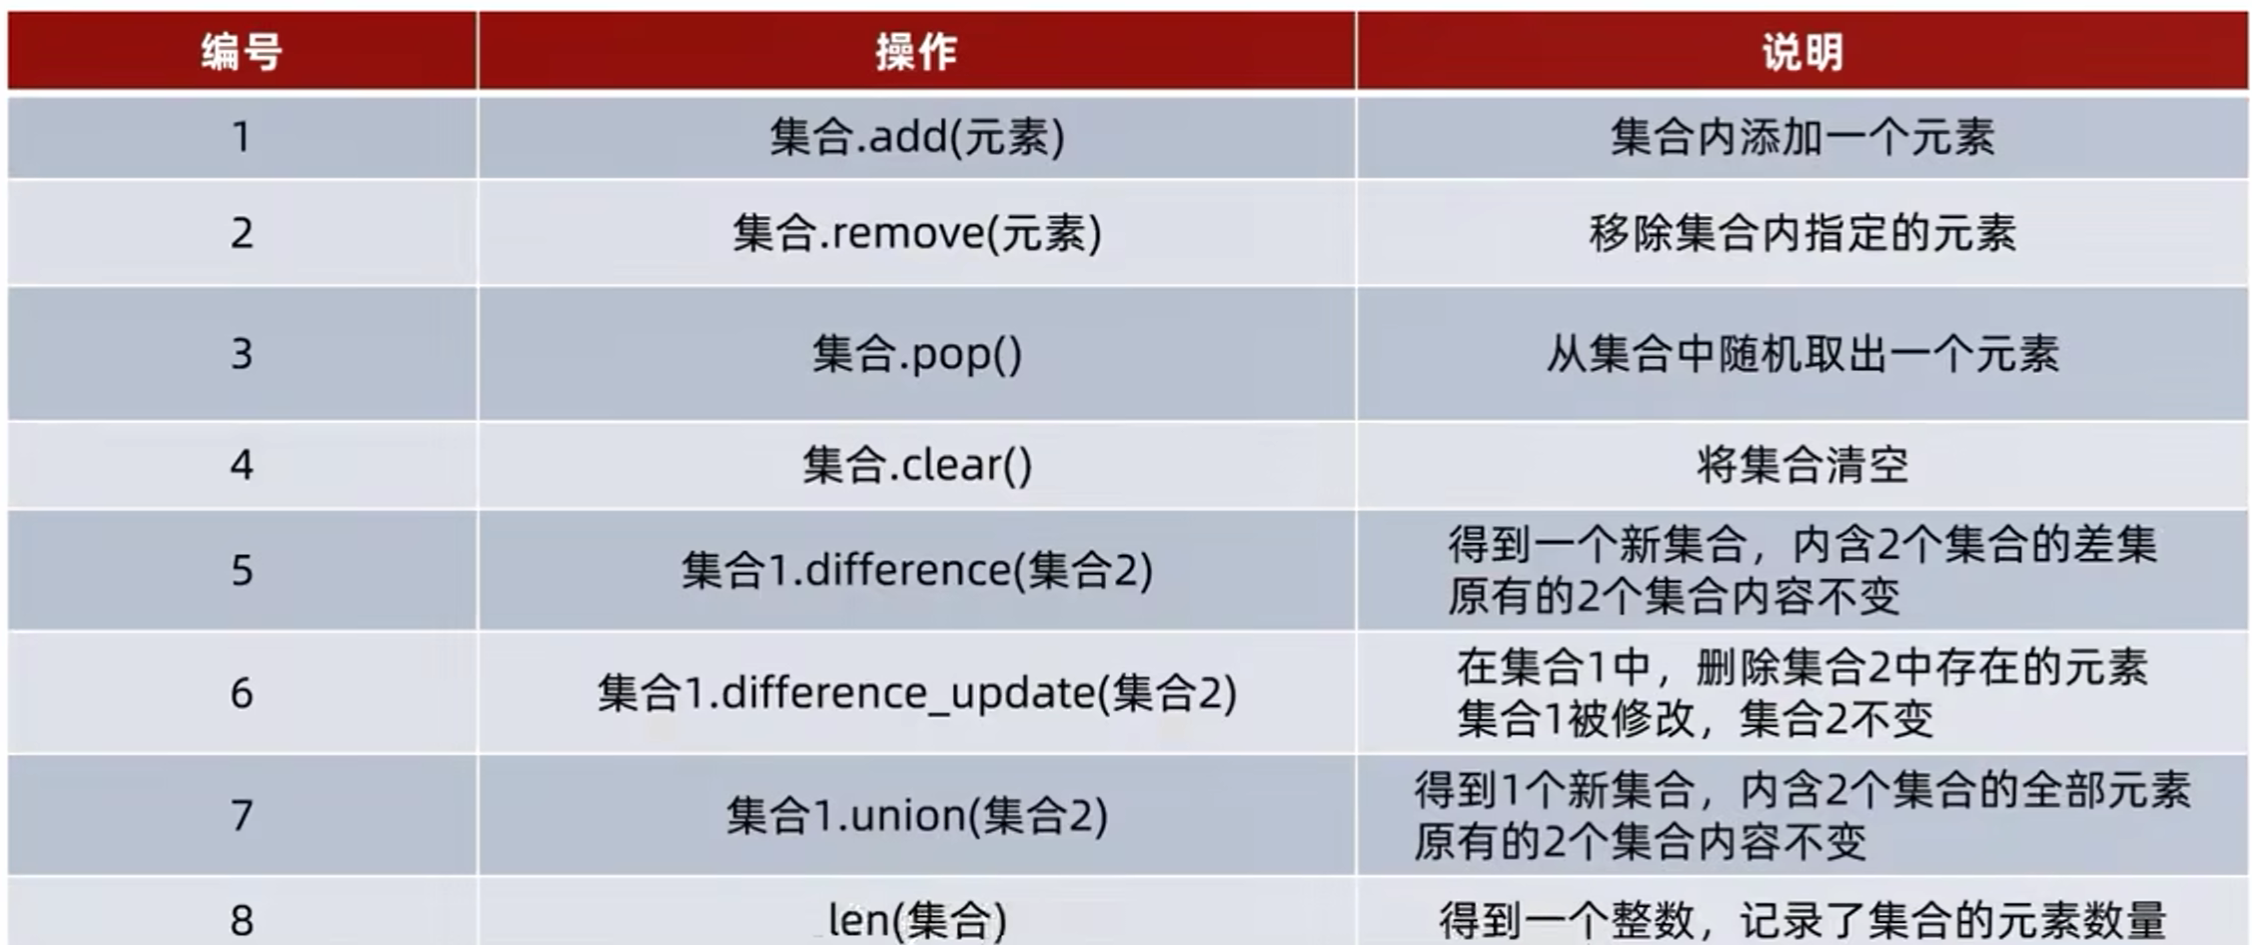 编号 操作 说明
1 集合.add(元素) 集合内添加一个元素
2 集合.remove(元素) 移除集合内指定的元素
3 集合.pop() 从集合中随机取出一个元素
4 集合.clear() 将集合清空
5 集合1.difference(集合2) 得到一个新集合，内含2个集合的差集
原有的2个集合内容不变
6 集合1.difference_update(集合2) 在集合1中，删除集合2中存在的元素
集合1被修改，集合2不变
7 集合1.union(集合2) 得到1个新集合，内含2个集合的全部元素
原有的2个集合内容不变
8 len(集合) 得到一个整数，记录了集合的元素数量